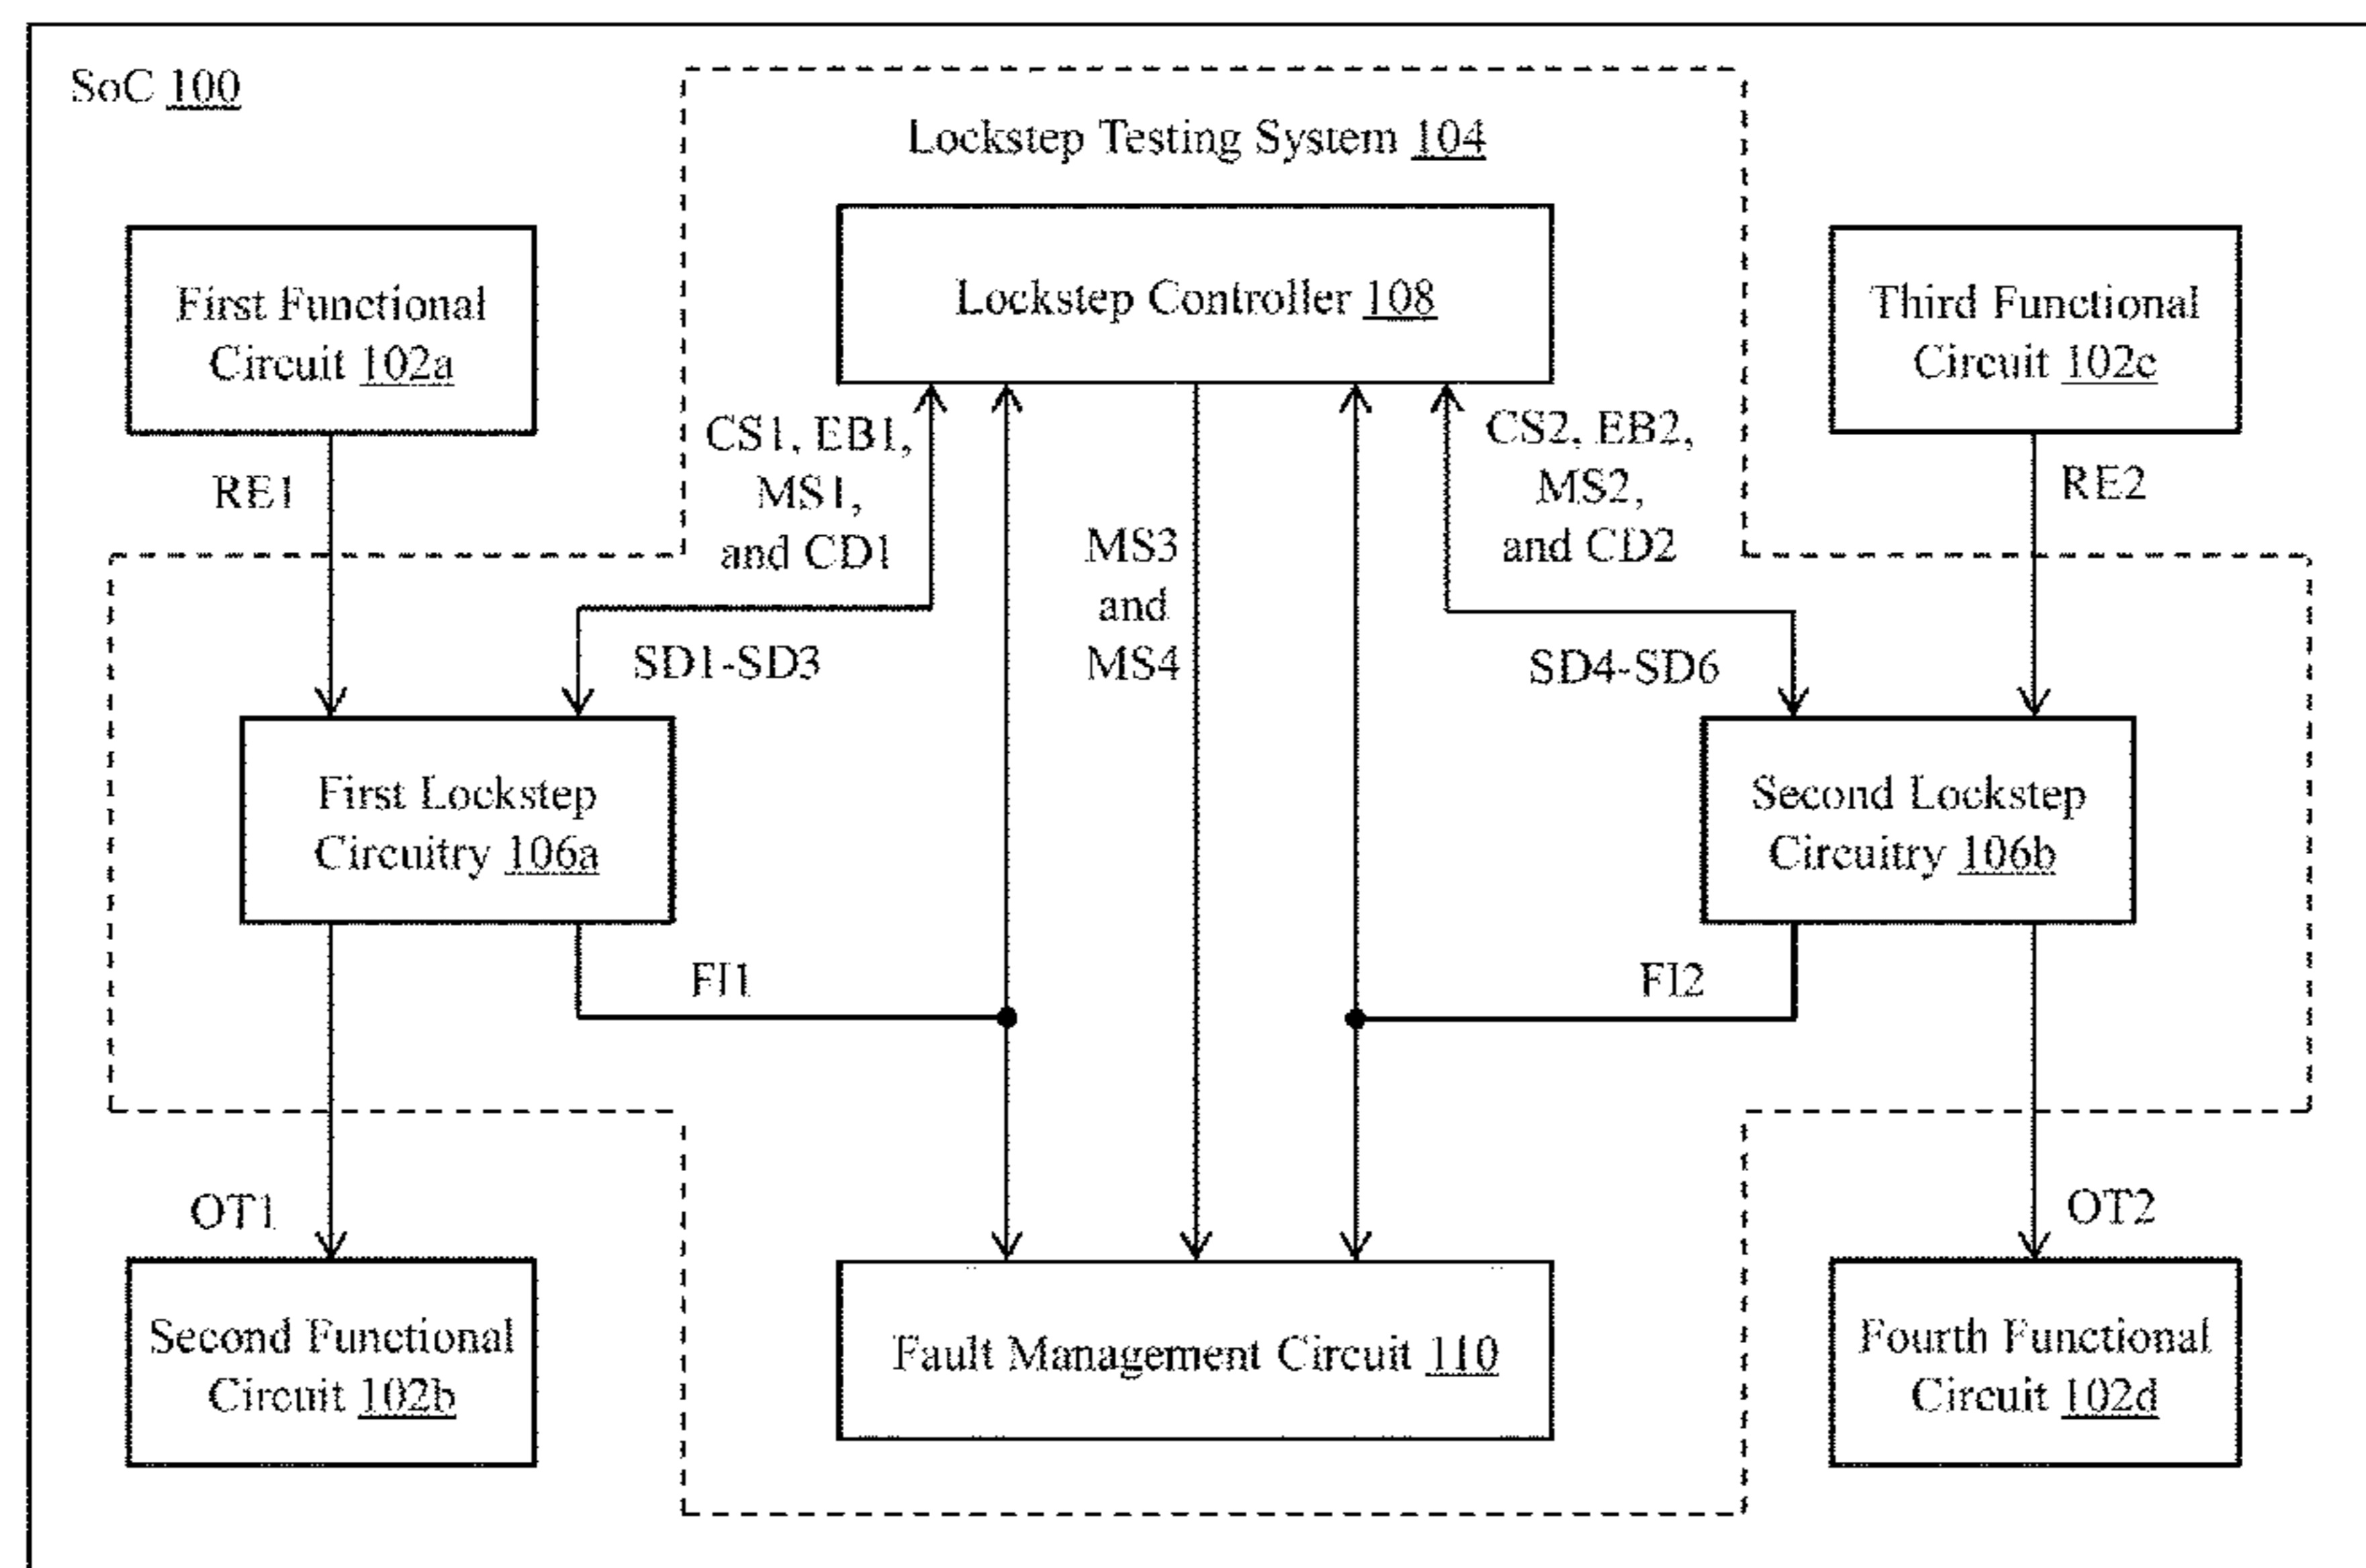 SoC 100
Lockstep Testing System 104
First Functional
Circuit 102a
Lockstep Controller 108
Third Functional
Circuit 102c
RE1
CS1, EB1,
MS1,
and CD1
MS3
and
MS4
CS2, EB2,
MS2,
and CD2
RE2
SD1-SD3
SD4-SD6
First Lockstep
Circuitry 106a
Second Lockstep
Circuitry 106b
FI1
FI2
OT1
OT2
Second Functional
Circuit 102b
Fault Management Circuit 110
Fourth Functional
Circuit 102d